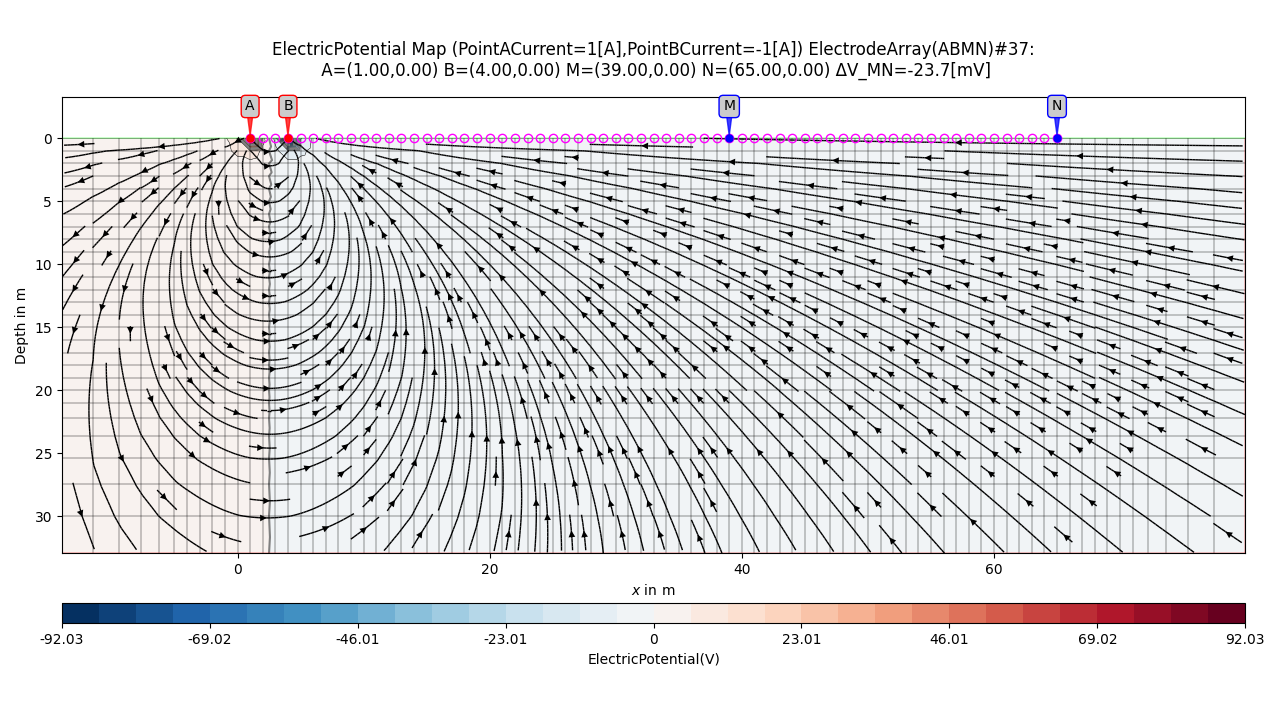 ElectricPotential Map (PointACurrent=1[A],PointBCurrent=-1[A]) ElectrodeArray(ABMN)#37:
A=(1.00,0.00) B=(4.00,0.00) M=(39.00,0.00) N=(65.00,0.00) ΔV_MN=-23.7[mV]
A B M N
0
5
10
15
20
25
30
Depth in m
0 20 40 60
x in m
-92.03 -69.02 -46.01 -23.01 0 23.01 46.01 69.02 92.03
ElectricPotential(V)